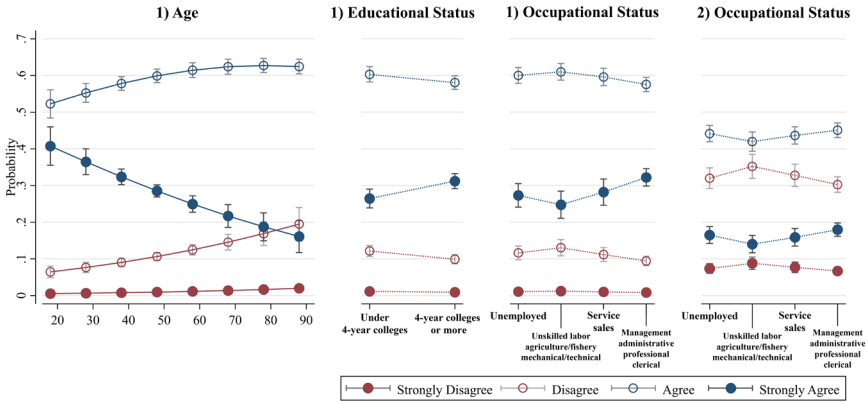 1) Age
1) Educational Status
1) Occupational Status
2) Occupational Status
Probability
.7
.6
.5
.4
.3
.2
.1
0
20 30 40 50 60 70 80 90
Under
4-year colleges
4-year colleges
or more
Unemployed
Unskilled labor
agriculture/fishery
mechanical/technical
Service
sales
Management
administrative
professional
clerical
Unemployed
Unskilled labor
agriculture/fishery
mechanical/technical
Service
sales
Management
administrative
professional
clerical
Strongly Disagree
Disagree
Agree
Strongly Agree